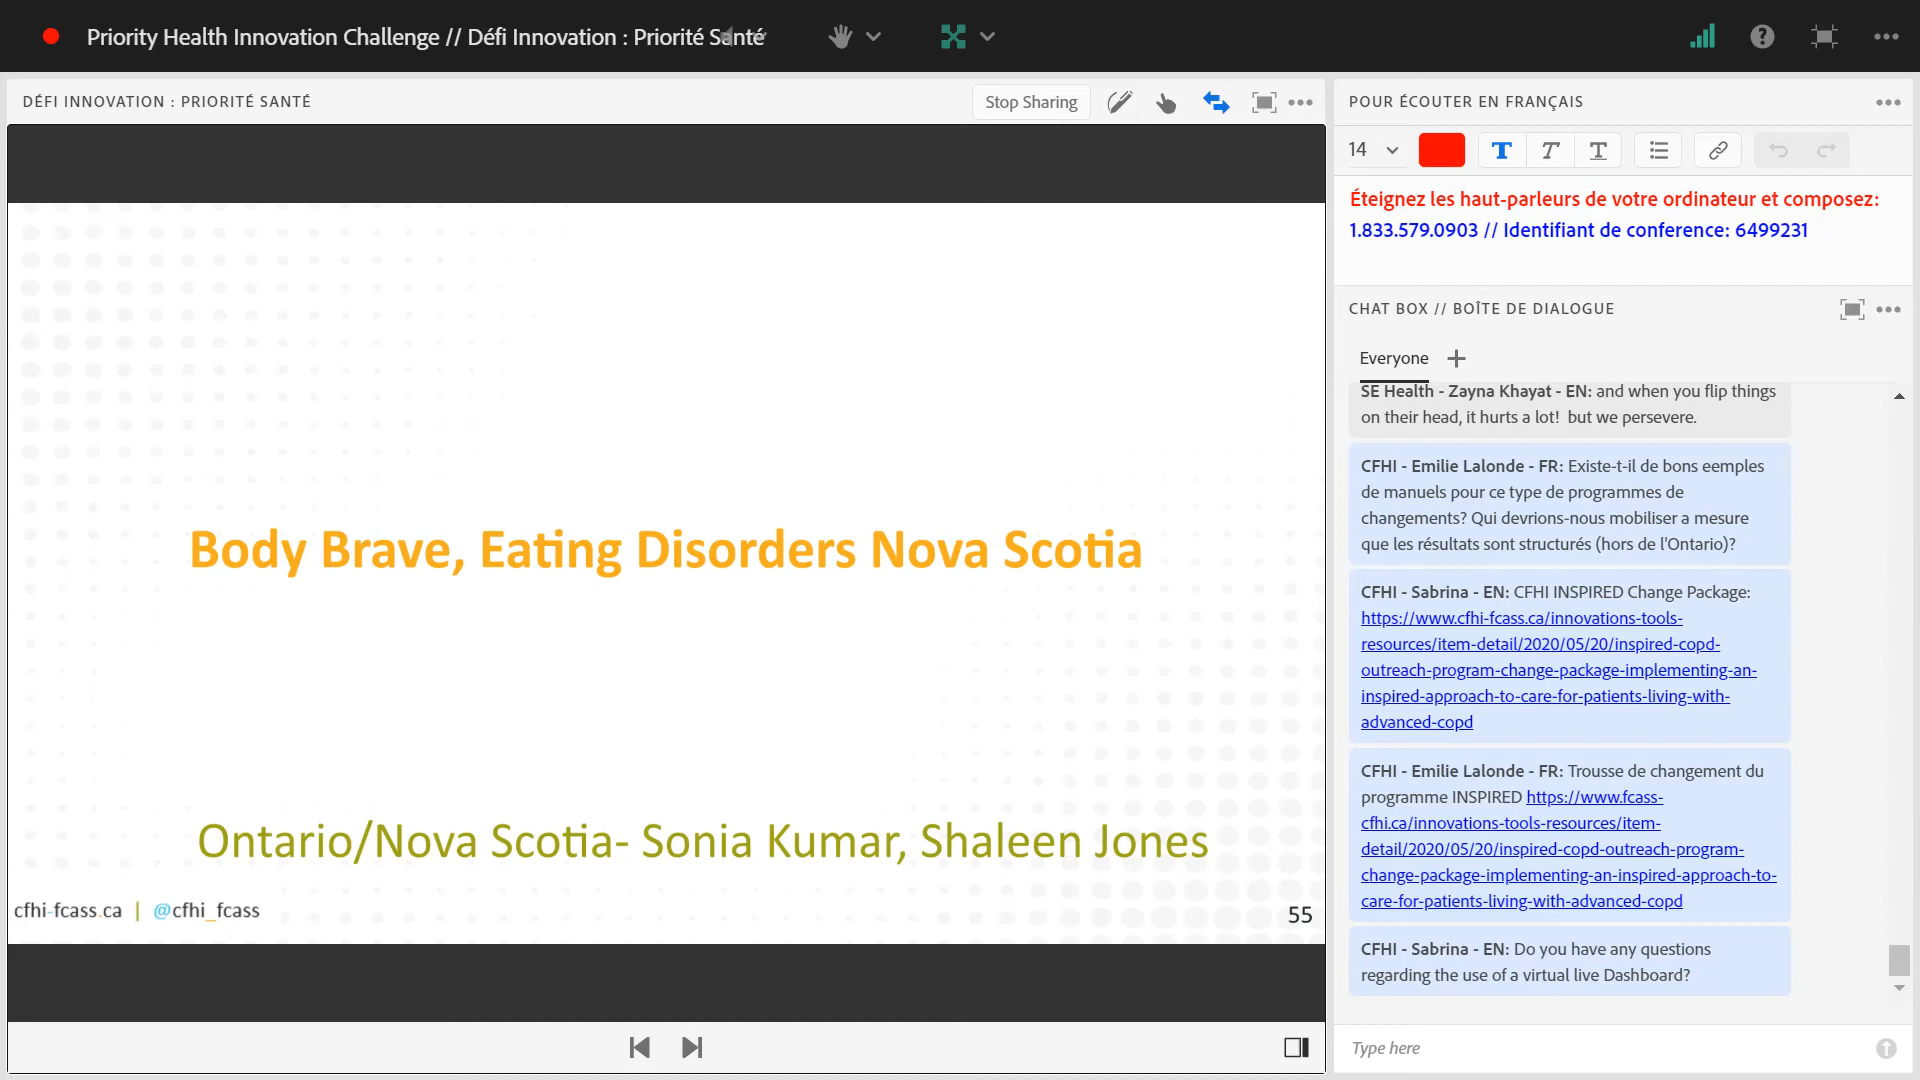 Priority Health Innovation Challenge // Défi Innovation : Priorité Santé
DÉFI INNOVATION : PRIORITÉ SANTÉ
Stop Sharing
Body Brave, Eating Disorders Nova Scotia
Ontario/Nova Scotia- Sonia Kumar, Shaleen Jones
cfhi-fcass.ca | @cfhi_fcass
55
POUR ÉCOUTER EN FRANÇAIS
14
Éteignez les haut-parleurs de votre ordinateur et composez:
1.833.579.0903 // Identifiant de conference: 6499231
CHAT BOX // BOÎTE DE DIALOGUE
Everyone
SE Health - Zayna Khayat - EN: and when you flip things
on their head, it hurts a lot! but we persevere.
CFHI - Emilie Lalonde - FR: Existe-t-il de bons eemples
de manuels pour ce type de programmes de
changements? Qui devrions-nous mobiliser a mesure
que les résultats sont structurés (hors de l'Ontario)?
CFHI - Sabrina - EN: CFHI INSPIRED Change Package:
https://www.cfhi-fcass.ca/innovations-tools-
resources/item-detail/2020/05/20/inspired-copd-
outreach-program-change-package-implementing-an-
inspired-approach-to-care-for-patients-living-with-
advanced-copd
CFHI - Emilie Lalonde - FR: Trousse de changement du
programme INSPIRED https://www.fcass-
cfhi.ca/innovations-tools-resources/item-
detail/2020/05/20/inspired-copd-outreach-program-
change-package-implementing-an-inspired-approach-to-
care-for-patients-living-with-advanced-copd
CFHI - Sabrina - EN: Do you have any questions
regarding the use of a virtual live Dashboard?
Type here